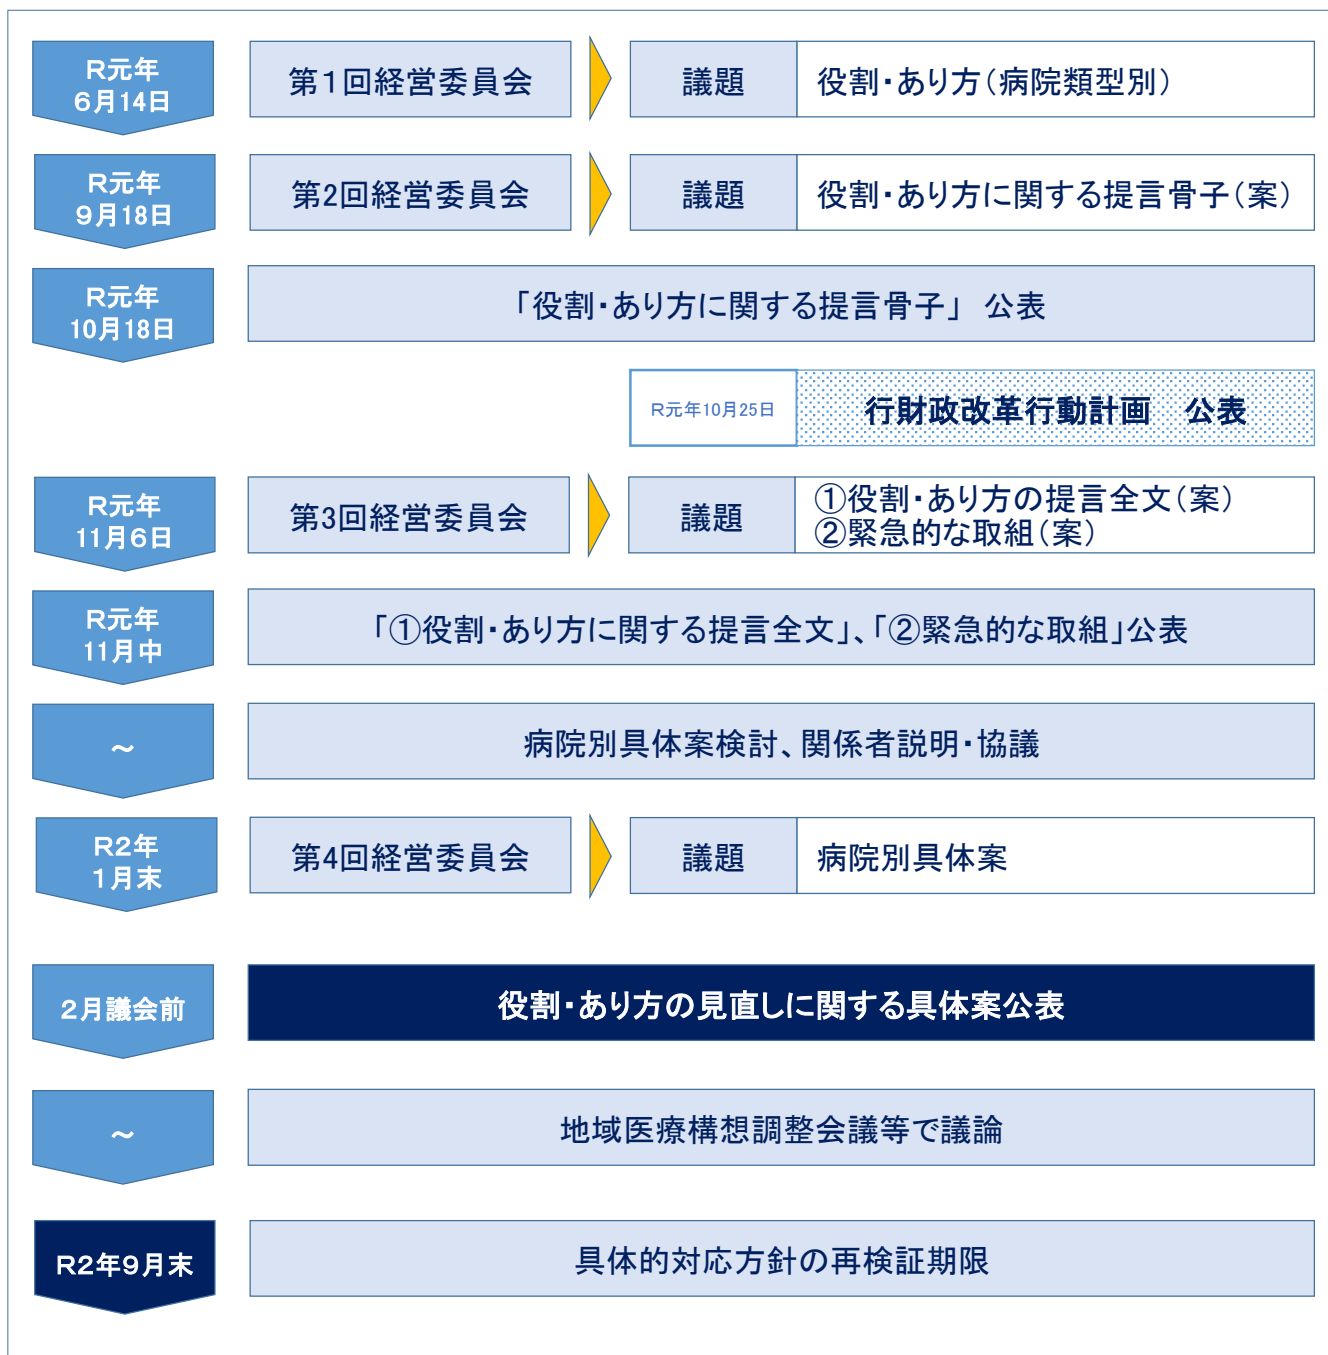 R元年
6月14日
第1回経営委員会
議題
役割・あり方(病院類型別)
R元年
9月18日
第2回経営委員会
議題
役割・あり方に関する提言骨子(案)
R元年
10月18日
「役割・あり方に関する提言骨子」 公表
R元年10月25日
行財政改革行動計画 公表
R元年
11月6日
第3回経営委員会
議題
①役割・あり方の提言全文(案)
②緊急的な取組(案)
R元年
11月中
「①役割・あり方に関する提言全文」、「②緊急的な取組」公表
~
病院別具体案検討、関係者説明・協議
R2年
1月末
第4回経営委員会
議題
病院別具体案
2月議会前
役割・あり方の見直しに関する具体案公表
~
地域医療構想調整会議等で議論
R2年9月末
具体的対応方針の再検証期限